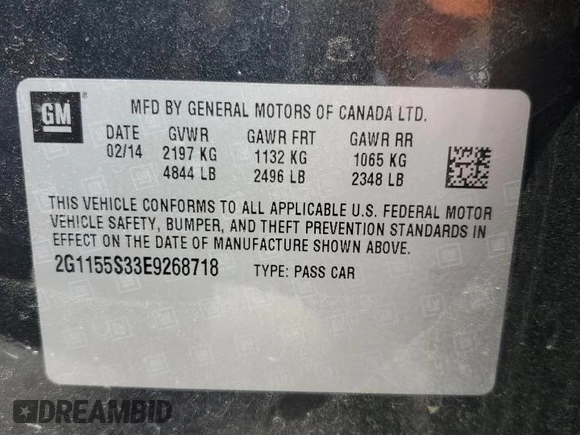 GM ®
MFD BY GENERAL MOTORS OF CANADA LTD.
DATE GVWR GAWR FRT GAWR RR
02/14 2197 KG 1132 KG 1065 KG
4844 LB 2496 LB 2348 LB
THIS VEHICLE CONFORMS TO ALL APPLICABLE U.S. FEDERAL MOTOR
VEHICLE SAFETY, BUMPER, AND THEFT PREVENTION STANDARDS IN
EFFECT ON THE DATE OF MANUFACTURE SHOWN ABOVE.
2G1155S33E9268718 TYPE: PASS CAR
DREAMBID